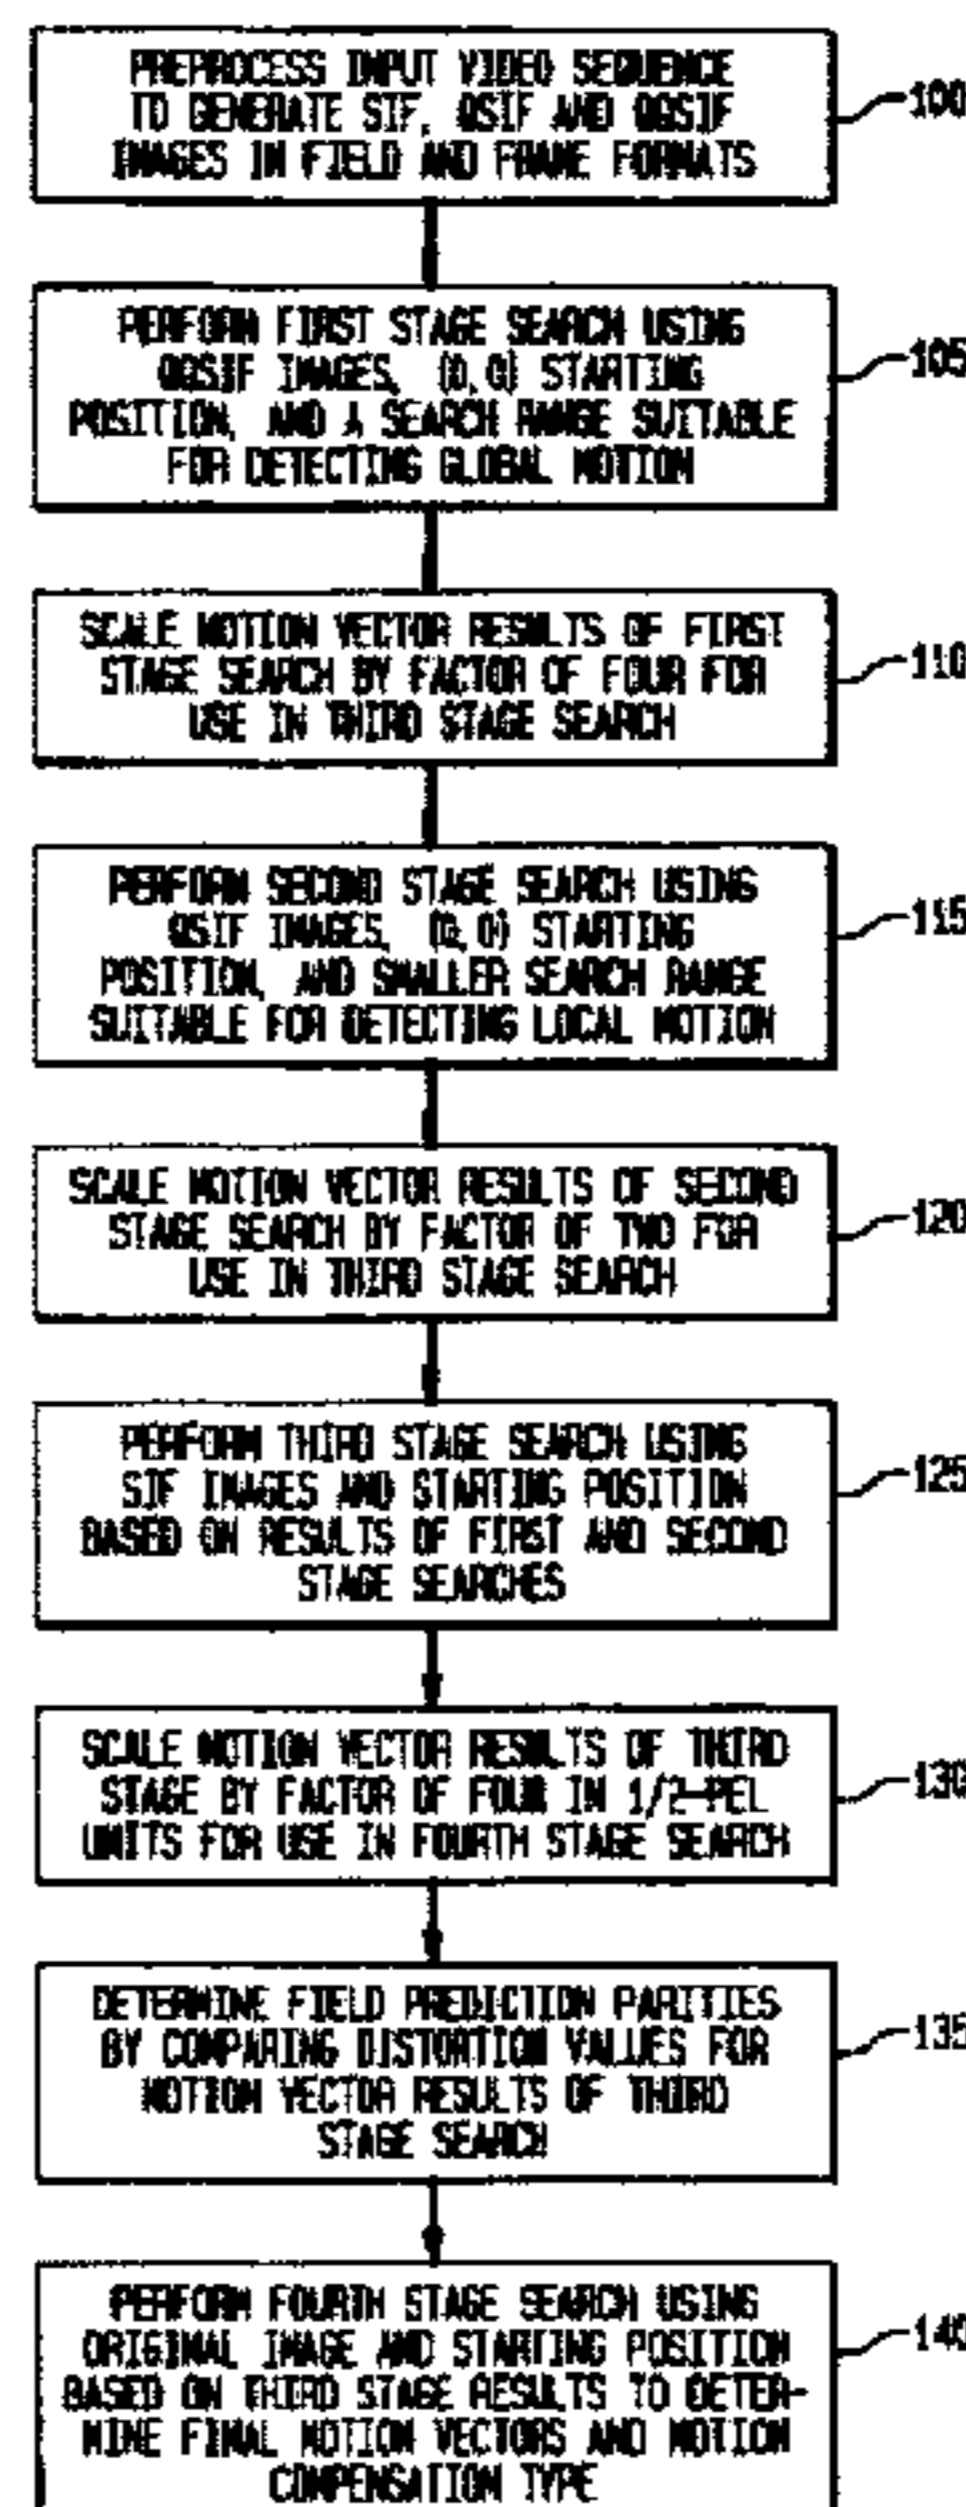 PREPROCESS INPUT VIDEO SEQUENCE
TO GENERATE SIF, QSIF AND QQSIF
IMAGES IN FIELD AND FRAME FORMATS
100
PERFORM FIRST STAGE SEARCH USING
QQSIF IMAGES, (0,0) STARTING
POSITION, AND A SEARCH RANGE SUITABLE
FOR DETECTING GLOBAL MOTION
105
SCALE MOTION VECTOR RESULTS OF FIRST
STAGE SEARCH BY FACTOR OF FOUR FOR
USE IN THIRD STAGE SEARCH
110
PERFORM SECOND STAGE SEARCH USING
QSIF IMAGES, (0,0) STARTING
POSITION, AND SMALLER SEARCH RANGE
SUITABLE FOR DETECTING LOCAL MOTION
115
SCALE MOTION VECTOR RESULTS OF SECOND
STAGE SEARCH BY FACTOR OF TWO FOR
USE IN THIRD STAGE SEARCH
120
PERFORM THIRD STAGE SEARCH USING
SIF IMAGES AND STARTING POSITION
BASED ON RESULTS OF FIRST AND SECOND
STAGE SEARCHES
125
SCALE MOTION VECTOR RESULTS OF THIRD
STAGE BY FACTOR OF FOUR IN 1/2-PEL
UNITS FOR USE IN FOURTH STAGE SEARCH
130
DETERMINE FIELD PREDICTION PARITIES
BY COMPARING DISTORTION VALUES FOR
MOTION VECTOR RESULTS OF THIRD
STAGE SEARCH
135
PERFORM FOURTH STAGE SEARCH USING
ORIGINAL IMAGE AND STARTING POSITION
BASED ON THIRD STAGE RESULTS TO DETER-
MINE FINAL MOTION VECTORS AND MOTION
COMPENSATION TYPE
140